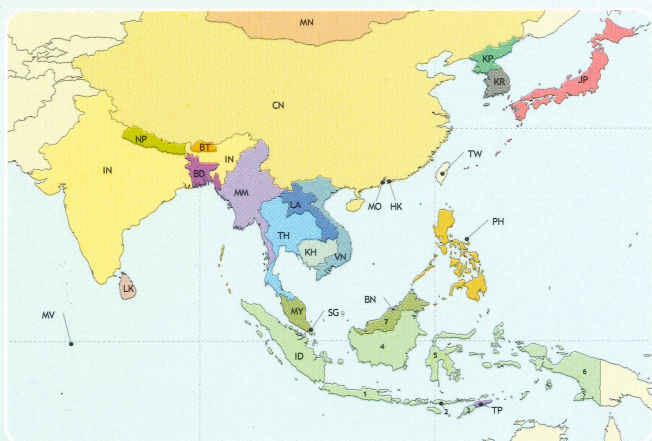 MN
KP
KR
JP
CN
NP
BT
IN
IN
BD
TW
MM
MO
HK
LA
PH
TH
KH
VN
LK
BN
MV
MY
SG
7
ID
4
5
6
1
2
3
TP